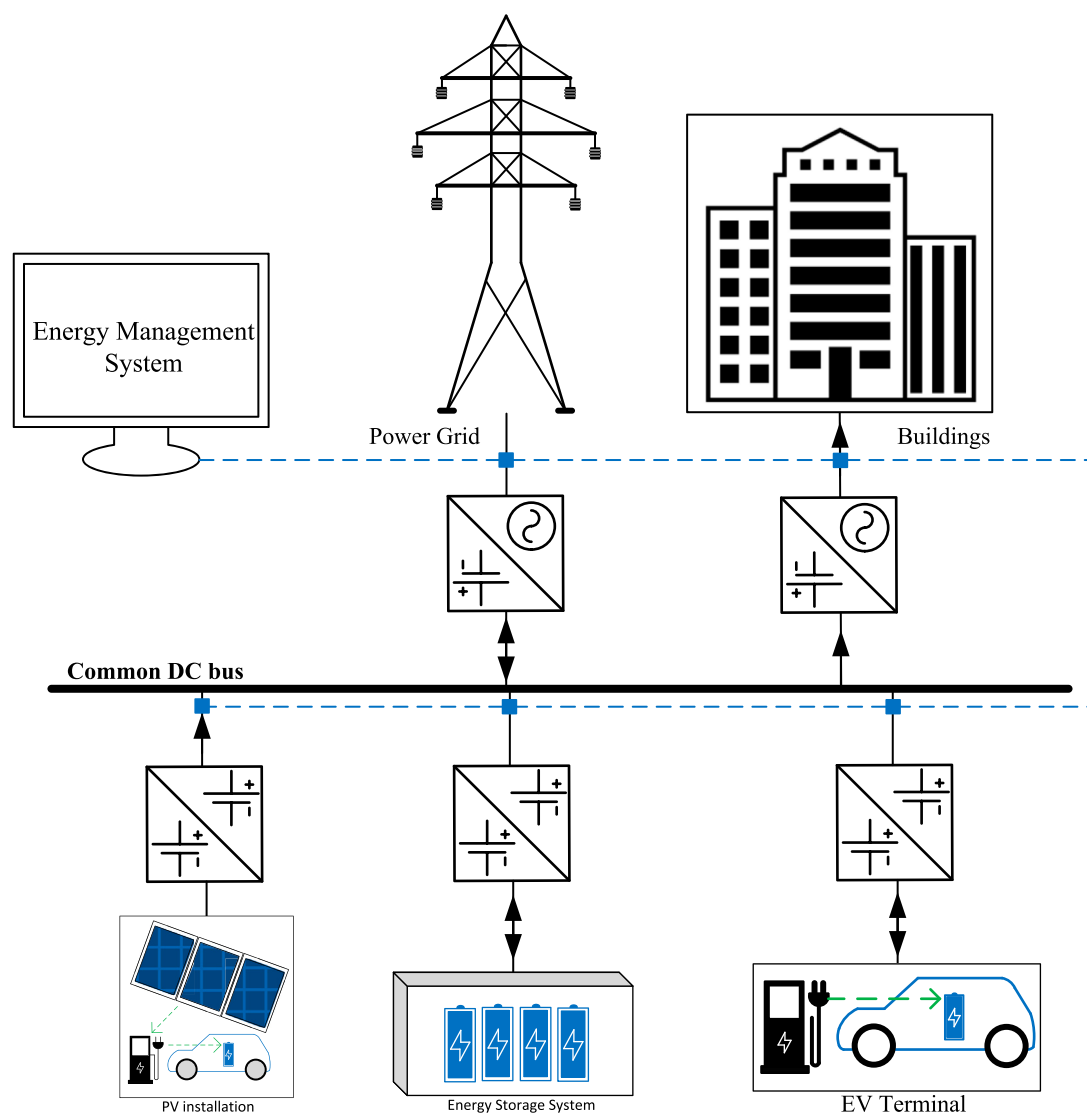 Energy Management
System
Power Grid
Buildings
Common DC bus
PV installation
Energy Storage System
EV Terminal